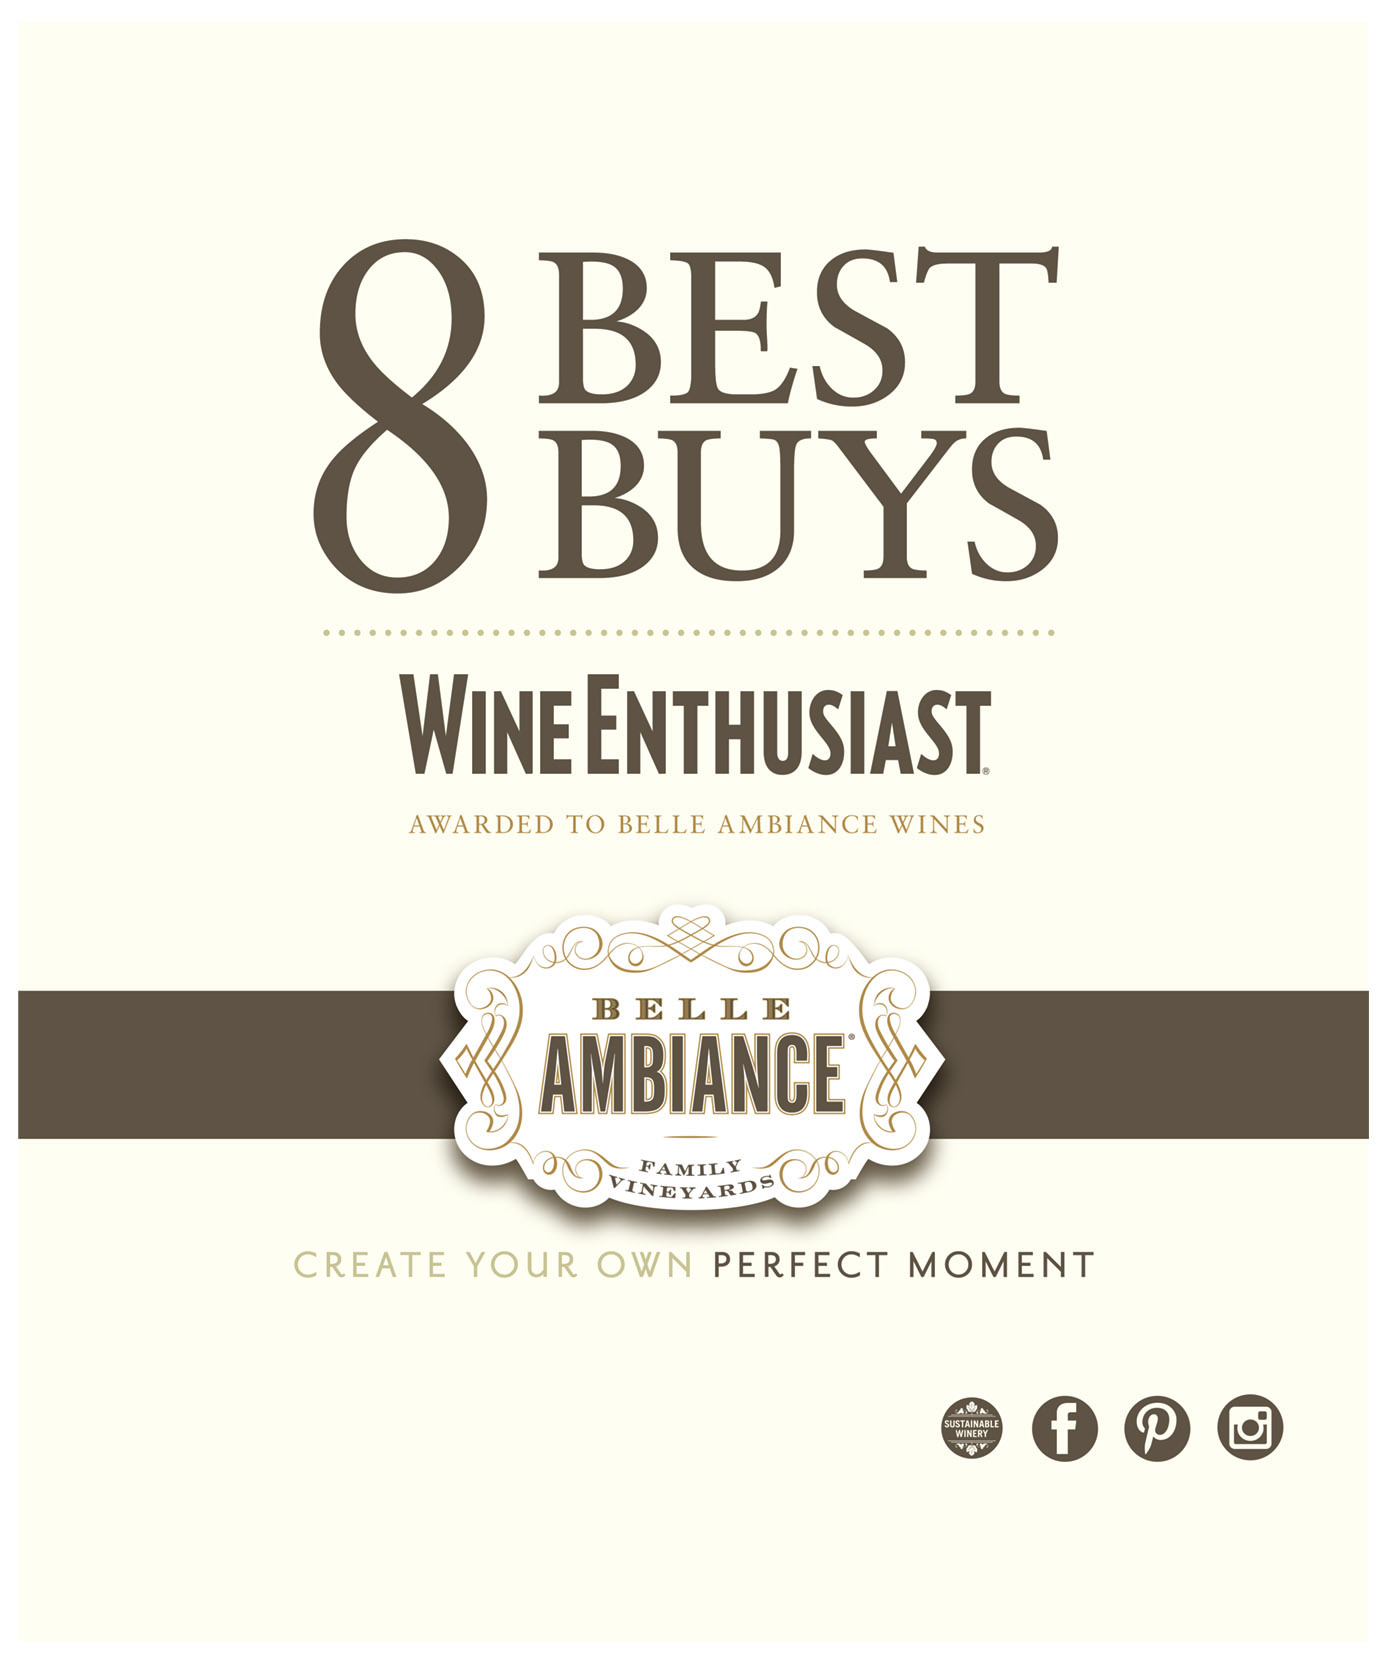 8 BEST
BUYS
WINE ENTHUSIAST®
AWARDED TO BELLE AMBIANCE WINES
BELLE
AMBIANCE®
FAMILY
VINEYARDS
CREATE YOUR OWN PERFECT MOMENT
SUSTAINABLE
WINERY